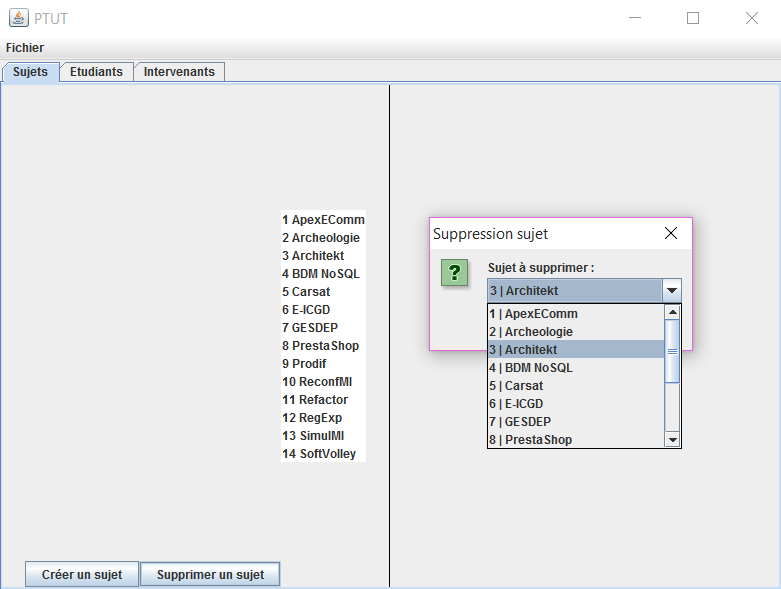 PTUT
Fichier
Sujets Etudiants Intervenants
1 ApexEComm
2 Archeologie
3 Architekt
4 BDM NoSQL
5 Carsat
6 E-ICGD
7 GESDEP
8 PrestaShop
9 Prodif
10 ReconfMI
11 Refactor
12 RegExp
13 SimulMI
14 SoftVolley
Suppression sujet
?
Sujet à supprimer :
3 | Architekt
1 | ApexEComm
2 | Archeologie
3 | Architekt
4 | BDM NoSQL
5 | Carsat
6 | E-ICGD
7 | GESDEP
8 | PrestaShop
Créer un sujet Supprimer un sujet